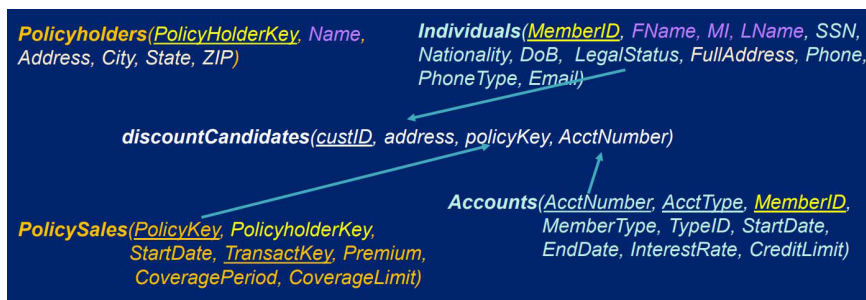 Policyholders(PolicyHolderKey, Name,
Address, City, State, ZIP)
Individuals(MemberID, FName, MI, LName, SSN,
Nationality, DoB, LegalStatus, FullAddress, Phone,
PhoneType, Email)
discountCandidates(custID, address, policyKey, AcctNumber)
PolicySales(PolicyKey, PolicyholderKey,
StartDate, TransactKey, Premium,
CoveragePeriod, CoverageLimit)
Accounts(AcctNumber, AcctType, MemberID,
MemberType, TypeID, StartDate,
EndDate, InterestRate, CreditLimit)